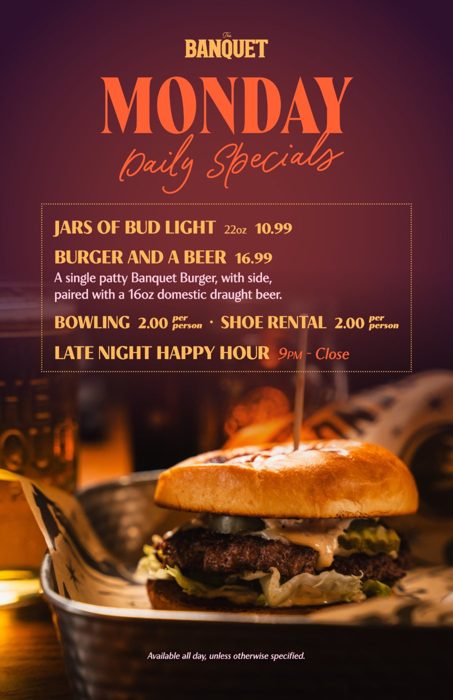 The
BANQUET
MONDAY
Daily Specials
JARS OF BUD LIGHT 22oz 10.99
BURGER AND A BEER 16.99
A single patty Banquet Burger, with side,
paired with a 16oz domestic draught beer.
BOWLING 2.00 per person · SHOE RENTAL 2.00 per person
LATE NIGHT HAPPY HOUR 9PM - Close
Available all day, unless otherwise specified.